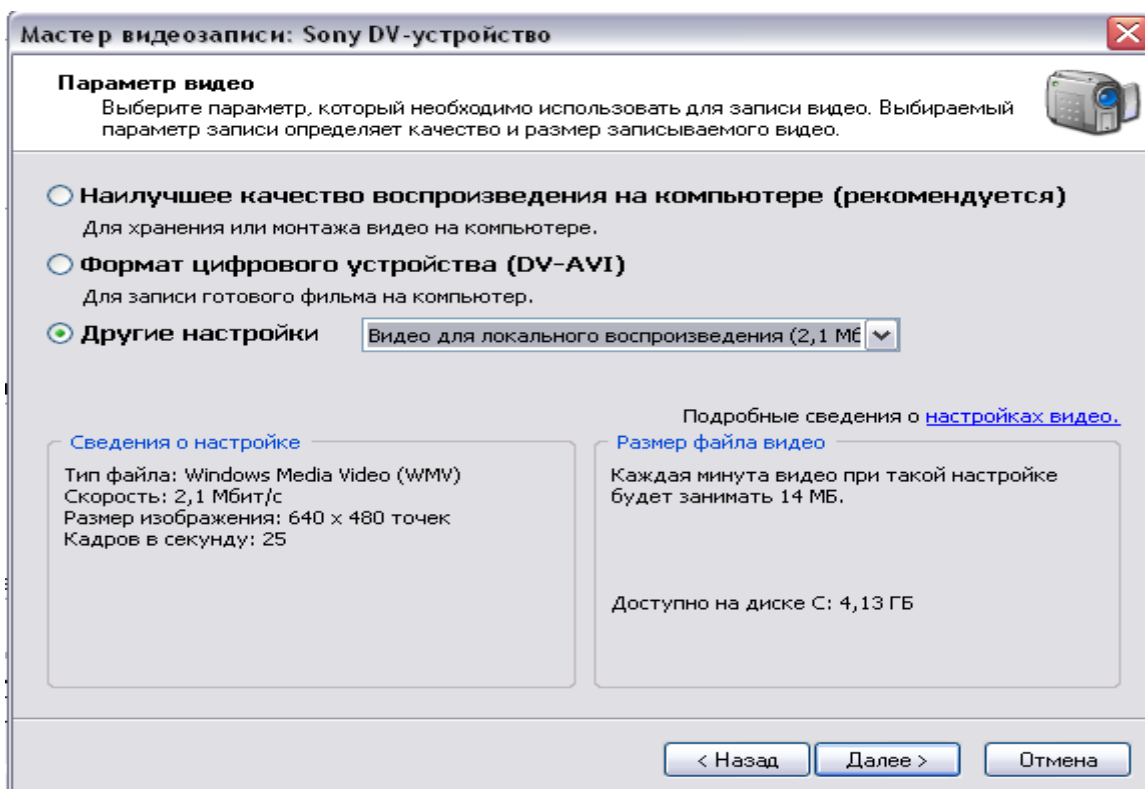 Мастер видеозаписи: Sony DV-устройство
Параметр видео
Выберите параметр, который необходимо использовать для записи видео. Выбираемый
параметр записи определяет качество и размер записываемого видео.
Наилучшее качество воспроизведения на компьютере (рекомендуется)
Для хранения или монтажа видео на компьютере.
Формат цифрового устройства (DV-AVI)
Для записи готового фильма на компьютер.
Другие настройки
Видео для локального воспроизведения (2,1 Мб
Подробные сведения о настройках видео.
Сведения о настройке
Тип файла: Windows Media Video (WMV)
Скорость: 2,1 Мбит/с
Размер изображения: 640 x 480 точек
Кадров в секунду: 25
Размер файла видео
Каждая минута видео при такой настройке
будет занимать 14 МБ.
Доступно на диске C: 4,13 ГБ
< Назад
Далее >
Отмена